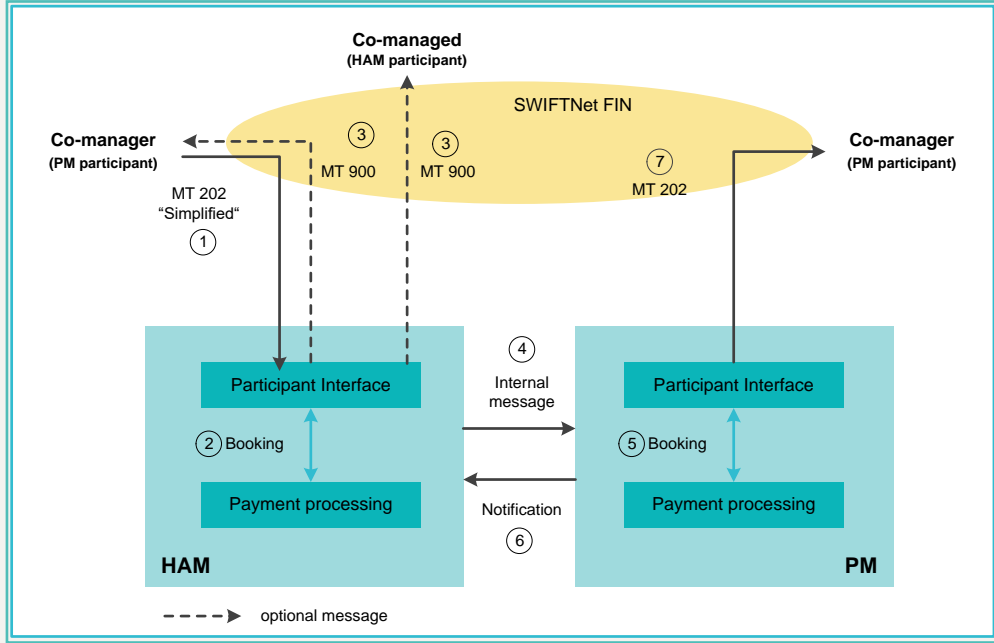 Co-managed
(HAM participant)
SWIFTNet FIN
Co-manager
(PM participant)
3
MT 900
3
MT 900
7
MT 202
Co-manager
(PM participant)
MT 202
“Simplified“
1
4
Internal
message
Participant Interface
2 Booking
Payment processing
HAM
Participant Interface
5 Booking
Payment processing
PM
Notification
6
optional message